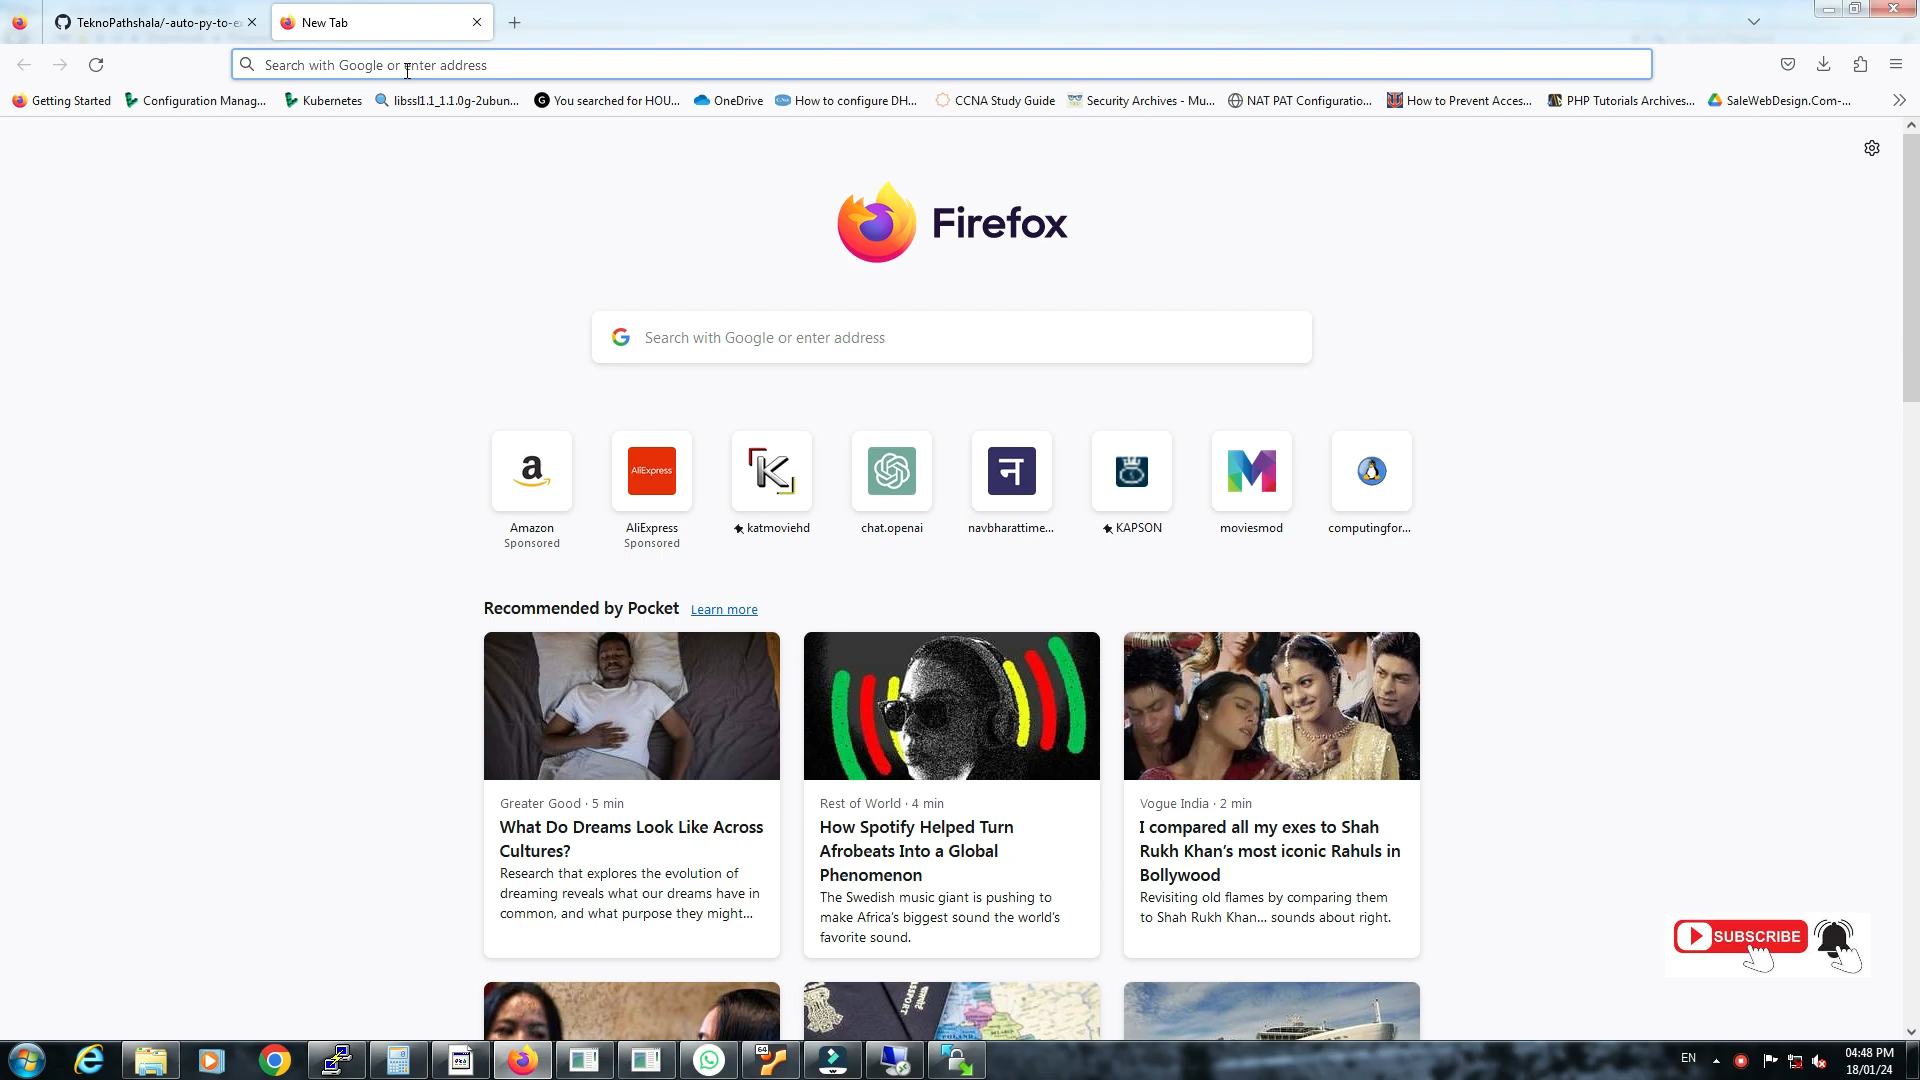 TeknoPathshala/-auto-py-to-e
New Tab
Search with Google or enter address
Getting Started
Configuration Manag...
Kubernetes
libssl1.1_1.1.0g-2ubun...
You searched for HOU...
OneDrive
How to configure DH...
CCNA Study Guide
Security Archives - Mu...
NAT PAT Configuratio...
How to Prevent Acces...
PHP Tutorials Archives...
SaleWebDesign.Com-...
Firefox
Search with Google or enter address
a
AliExpress
K
न
M
Amazon
Sponsored
AliExpress
Sponsored
katmoviehd
chat.openai
navbharattime...
KAPSON
moviesmod
computingfor...
Recommended by Pocket Learn more
Greater Good · 5 min
What Do Dreams Look Like Across
Cultures?
Research that explores the evolution of
dreaming reveals what our dreams have in
common, and what purpose they might...
Rest of World · 4 min
How Spotify Helped Turn
Afrobeats Into a Global
Phenomenon
The Swedish music giant is pushing to
make Africa's biggest sound the world's
favorite sound.
Vogue India · 2 min
I compared all my exes to Shah
Rukh Khan's most iconic Rahuls in
Bollywood
Revisiting old flames by comparing them
to Shah Rukh Khan... sounds about right.
SUBSCRIBE
PASSPORT
64
EN
04:48 PM
18/01/24